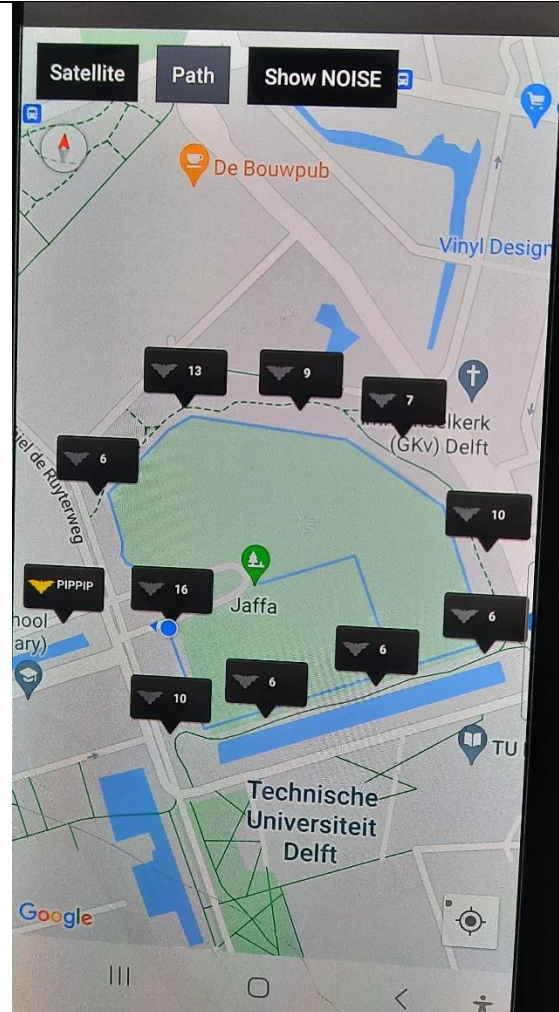 Satellite
Path
Show NOISE
De Bouwpub
Vinyl Design
13
9
7
elkerk
(GKv) Delft
6
iel de Ruyterweg
10
PIPPIP
16
Jaffa
hool
ary)
6
6
6
10
TU
Technische
Universiteit
Delft
Google